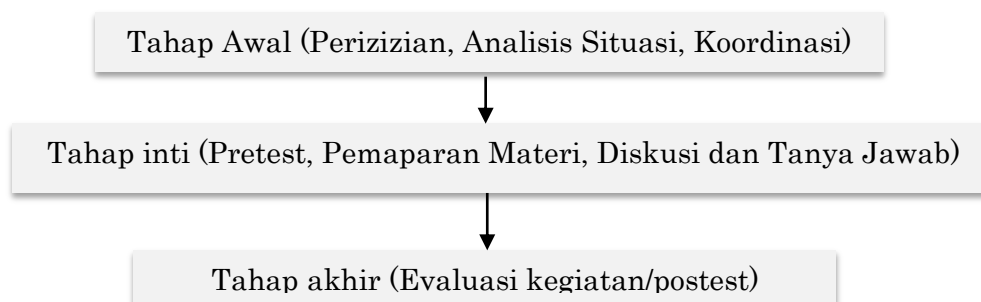 Tahap Awal (Perizizian, Analisis Situasi, Koordinasi)
Tahap inti (Pretest, Pemaparan Materi, Diskusi dan Tanya Jawab)
Tahap akhir (Evaluasi kegiatan/postest)